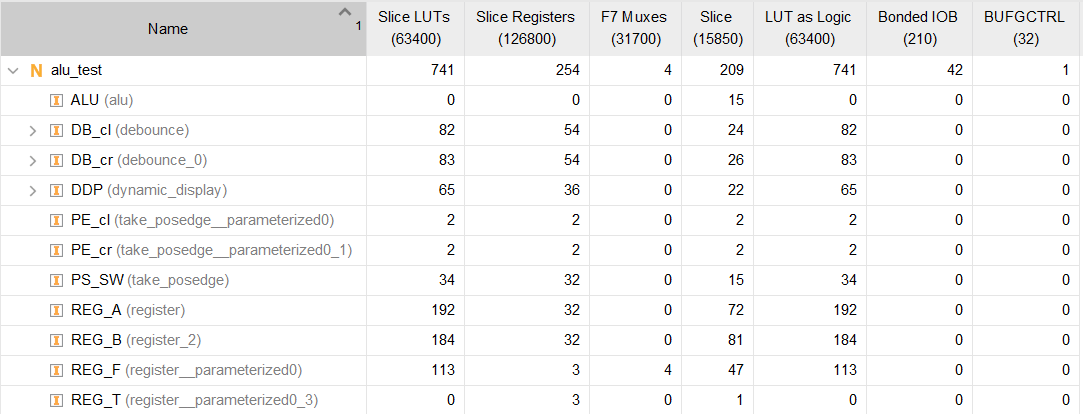 Name 1 Slice LUTs (63400) Slice Registers (126800) F7 Muxes (31700) Slice (15850) LUT as Logic (63400) Bonded IOB (210) BUFGCTRL (32)
N alu_test 741 254 4 209 741 42 1
I ALU (alu) 0 0 0 15 0 0 0
I DB_cl (debounce) 82 54 0 24 82 0 0
I DB_cr (debounce_0) 83 54 0 26 83 0 0
I DDP (dynamic_display) 65 36 0 22 65 0 0
I PE_cl (take_posedge__parameterized0) 2 2 0 2 2 0 0
I PE_cr (take_posedge__parameterized0_1) 2 2 0 2 2 0 0
I PS_SW (take_posedge) 34 32 0 15 34 0 0
I REG_A (register) 192 32 0 72 192 0 0
I REG_B (register_2) 184 32 0 81 184 0 0
I REG_F (register__parameterized0) 113 3 4 47 113 0 0
I REG_T (register__parameterized0_3) 0 3 0 1 0 0 0